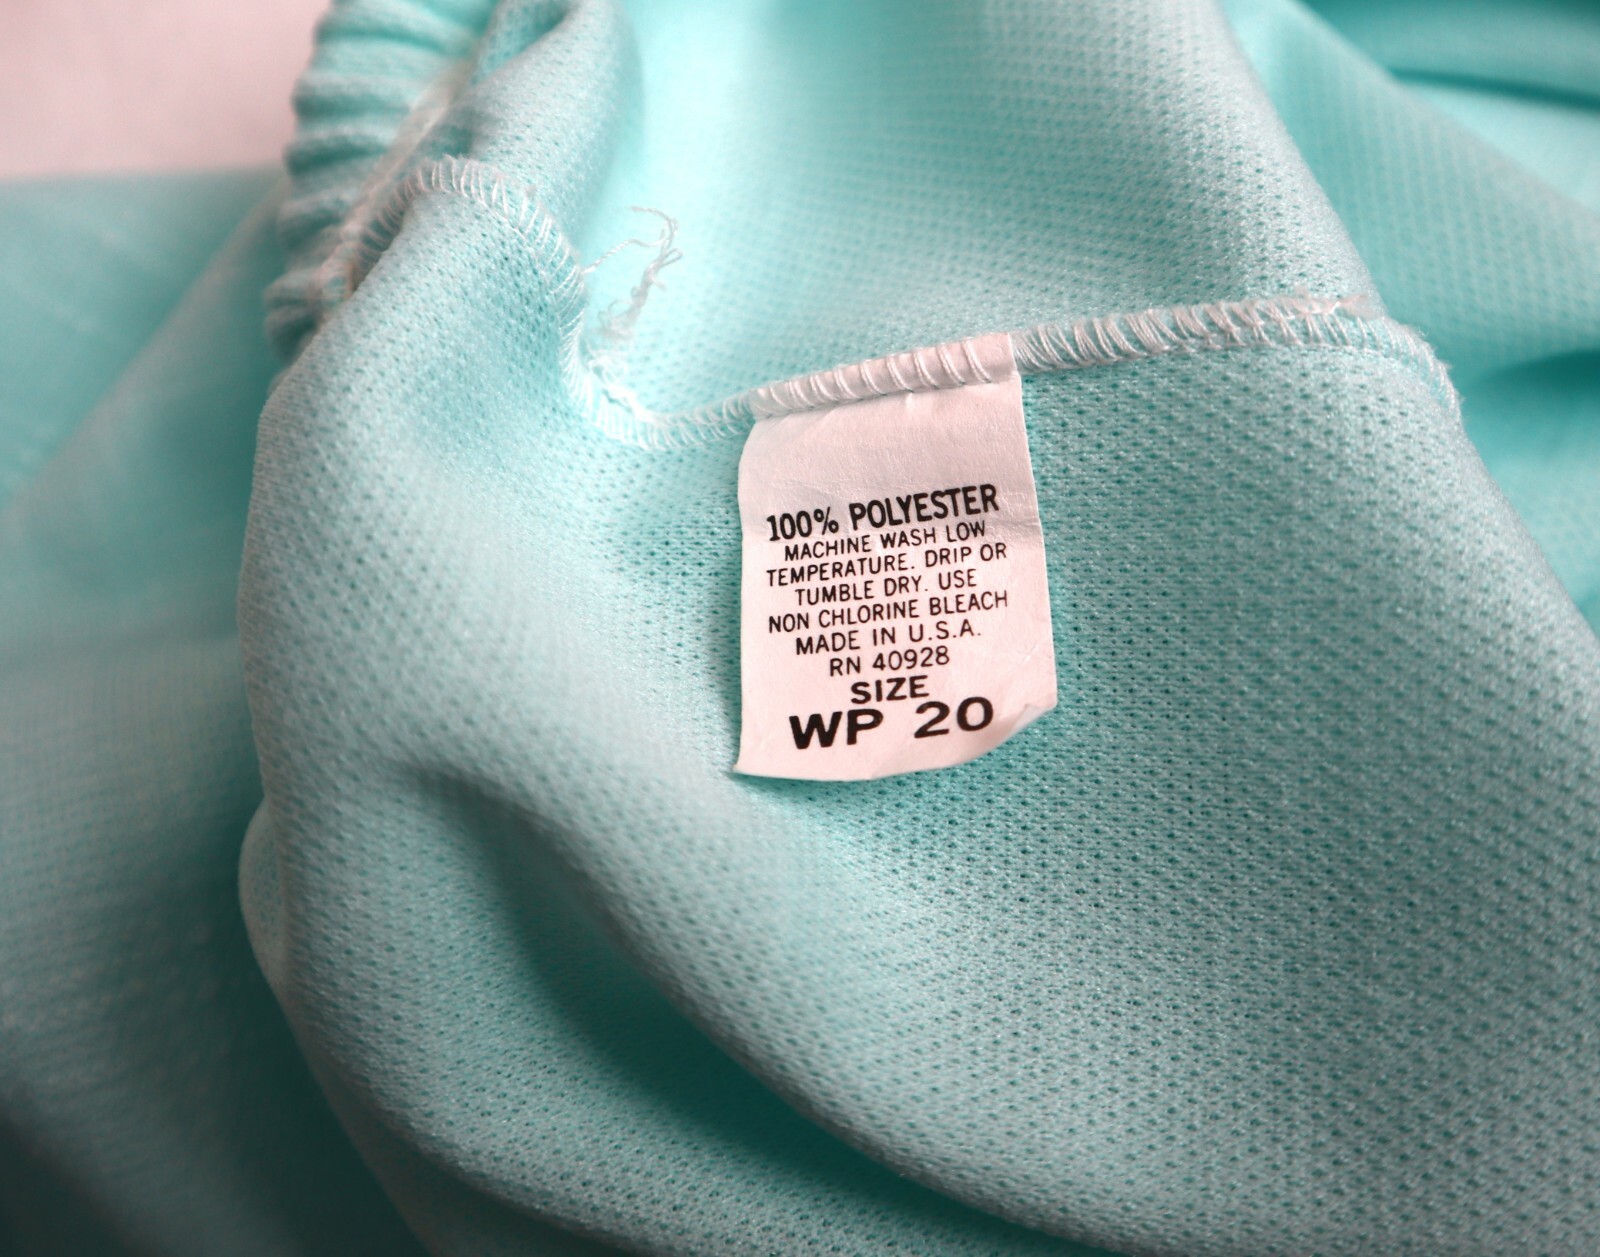 100% POLYESTER
MACHINE WASH LOW
TEMPERATURE. DRIP OR
TUMBLE DRY. USE
NON CHLORINE BLEACH
MADE IN U.S.A.
RN 40928
SIZE
WP 20